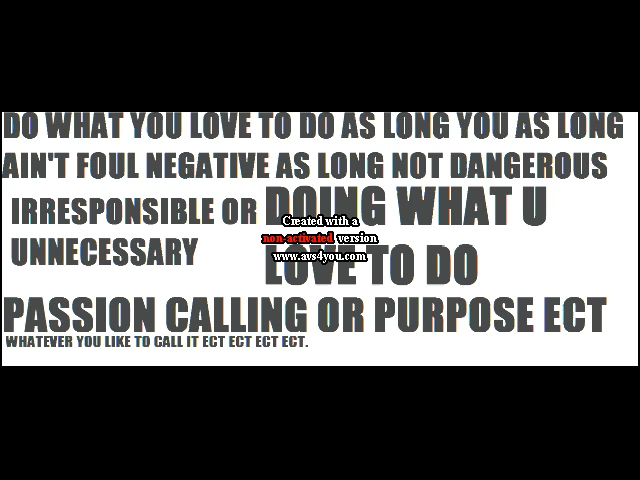 DO WHAT YOU LOVE TO DO AS LONG YOU AS LONG
AIN'T FOUL NEGATIVE AS LONG NOT DANGEROUS
IRRESPONSIBLE OR
UNNECESSARY
DOING WHAT U
LOVE TO DO
Created with a
non-activated version
www.avs4you.com
PASSION CALLING OR PURPOSE ECT
WHATEVER YOU LIKE TO CALL IT ECT ECT ECT ECT.